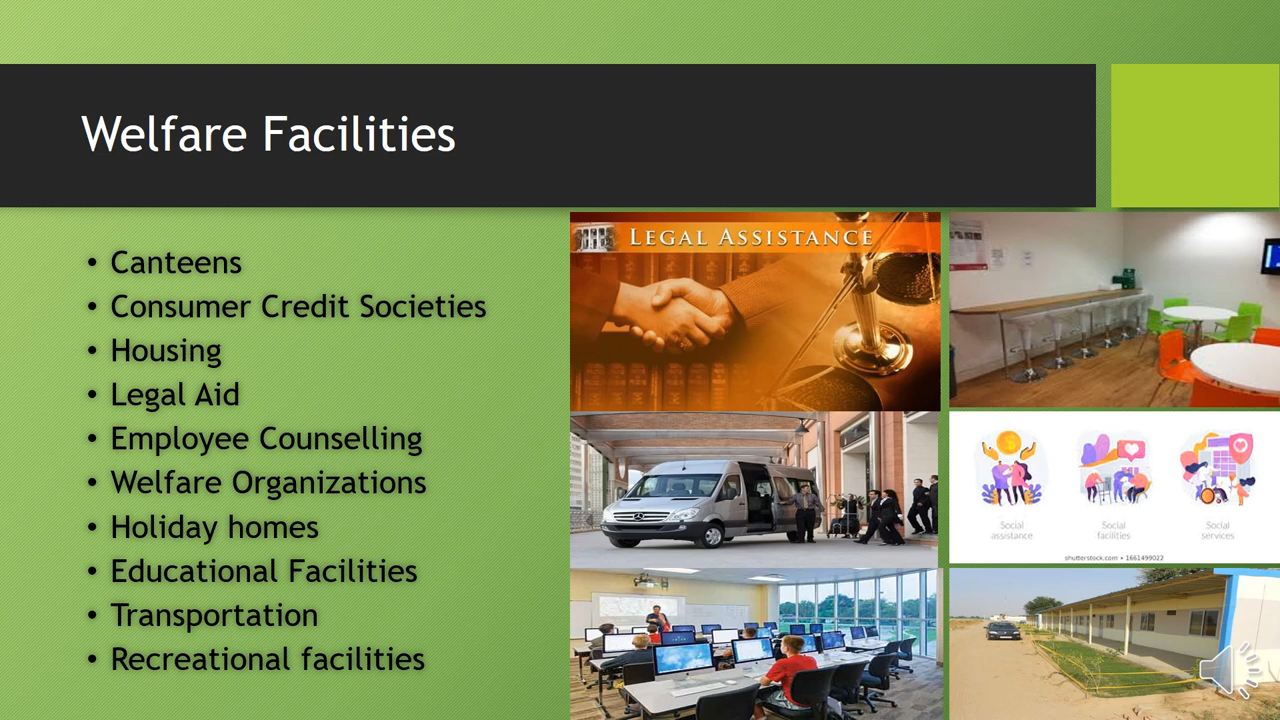 Welfare Facilities
• Canteens
• Consumer Credit Societies
• Housing
• Legal Aid
• Employee Counselling
• Welfare Organizations
• Holiday homes
• Educational Facilities
• Transportation
• Recreational facilities
LEGAL ASSISTANCE
Social
assistance
Social
facilities
Social
services
shutterstock.com • 1661499022